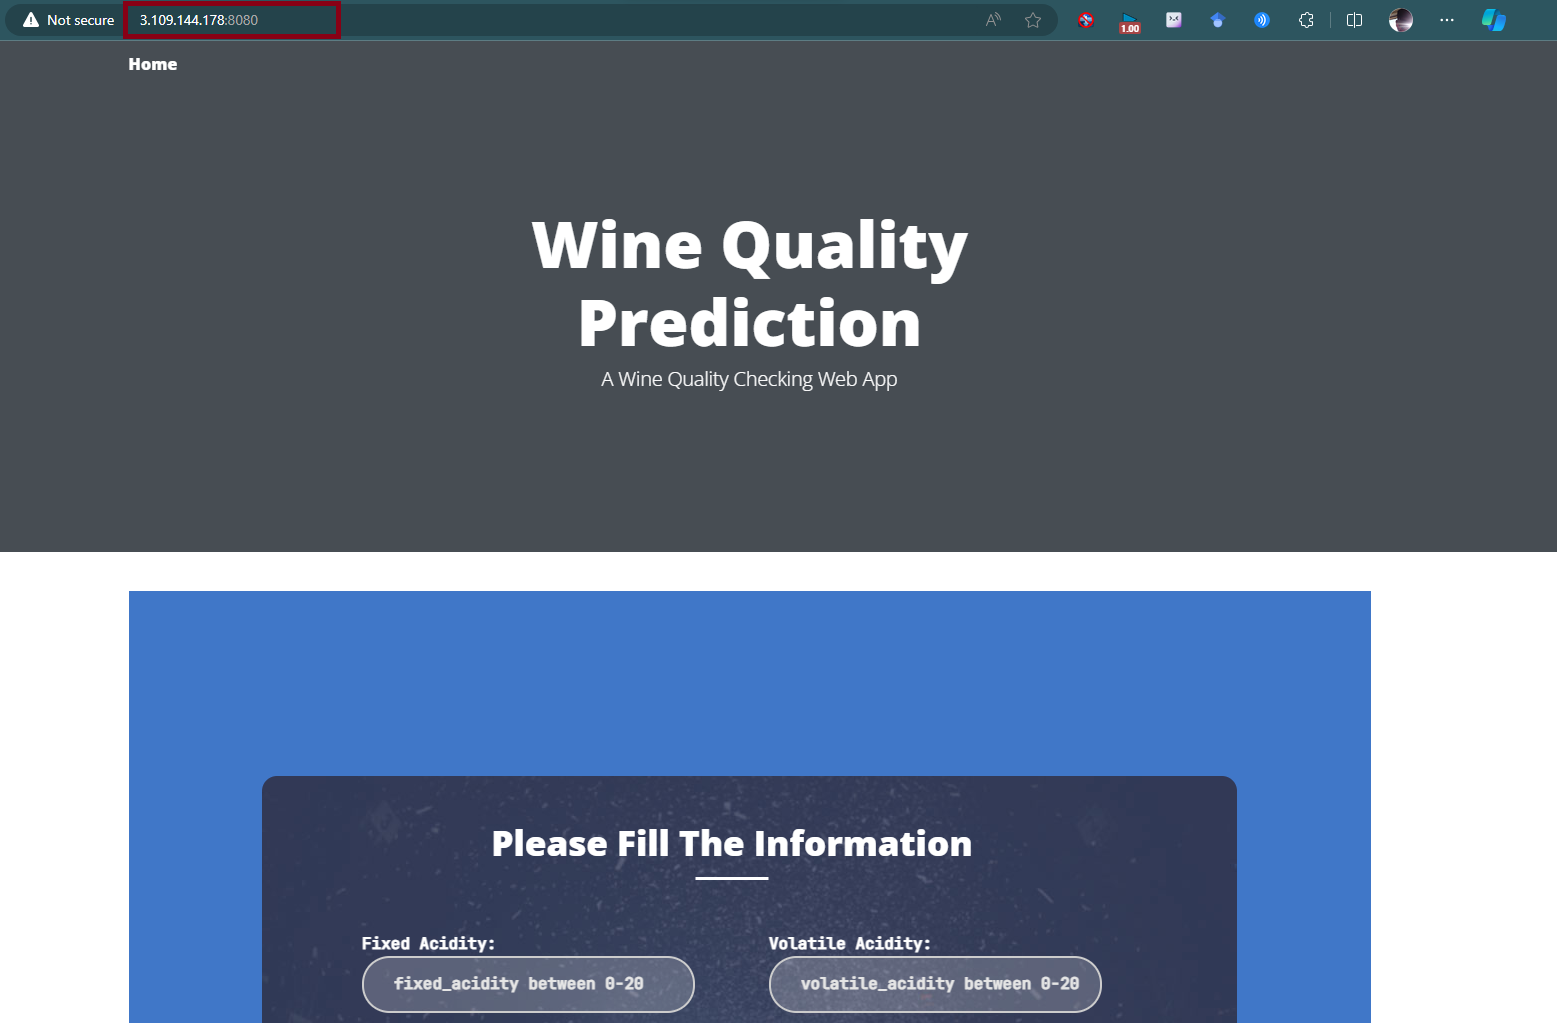 Not secure 3.109.144.178:8080
1.00
Home
Wine Quality
Prediction
A Wine Quality Checking Web App
Please Fill The Information
Fixed Acidity: Volatile Acidity:
fixed_acidity between 0-20 volatile_acidity between 0-20